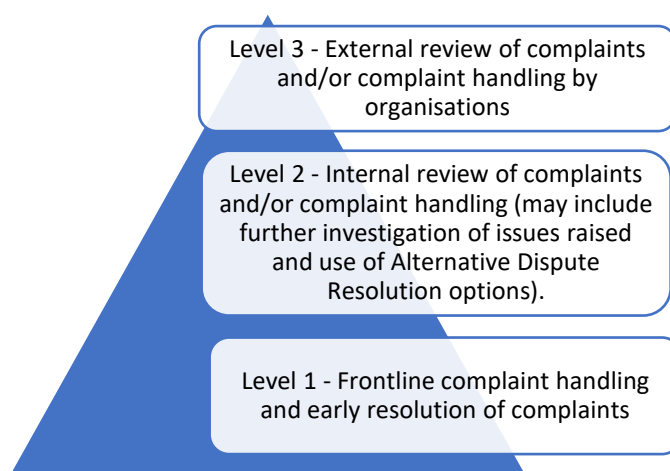 Level 3 - External review of complaints
and/or complaint handling by
organisations
Level 2 - Internal review of complaints
and/or complaint handling (may include
further investigation of issues raised
and use of Alternative Dispute
Resolution options).
Level 1 - Frontline complaint handling
and early resolution of complaints